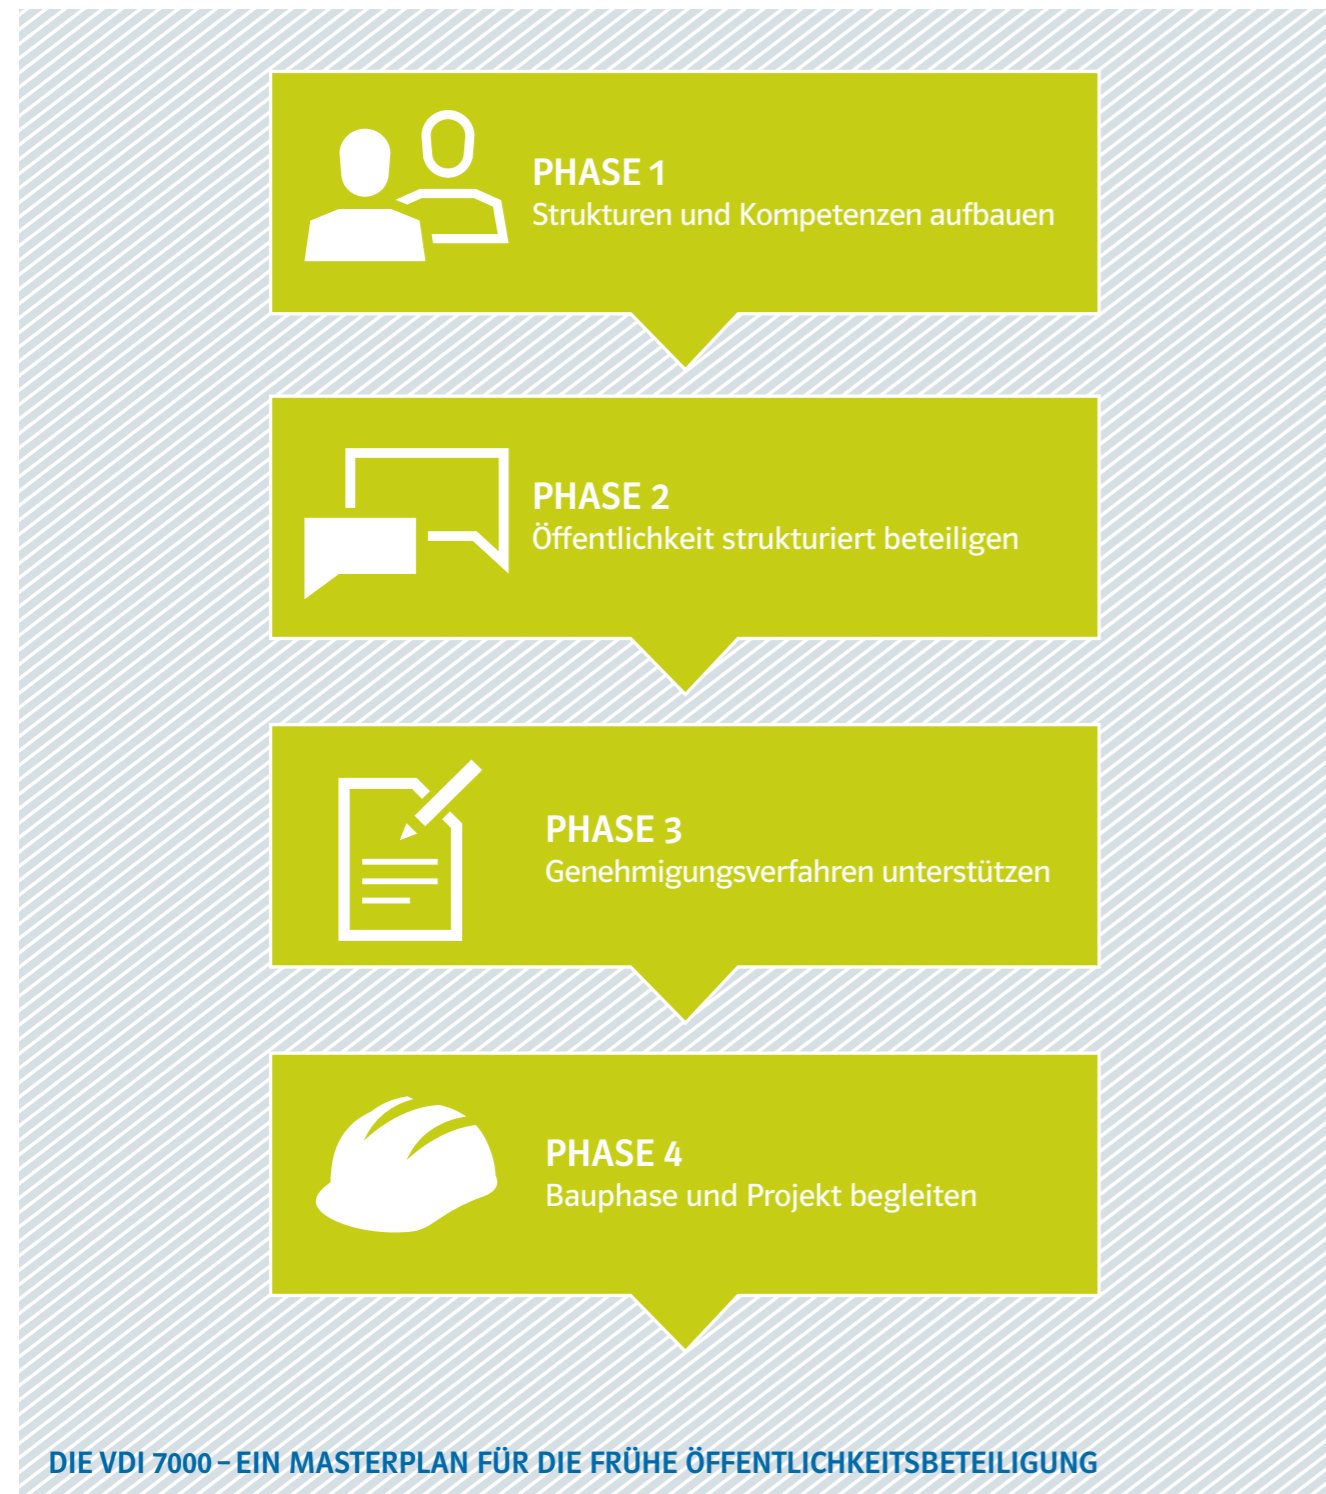 PHASE 1
Strukturen und Kompetenzen aufbauen
PHASE 2
Öffentlichkeit strukturiert beteiligen
PHASE 3
Genehmigungsverfahren unterstützen
PHASE 4
Bauphase und Projekt begleiten
DIE VDI 7000 – EIN MASTERPLAN FÜR DIE FRÜHE ÖFFENTLICHKEITSBETEILIGUNG